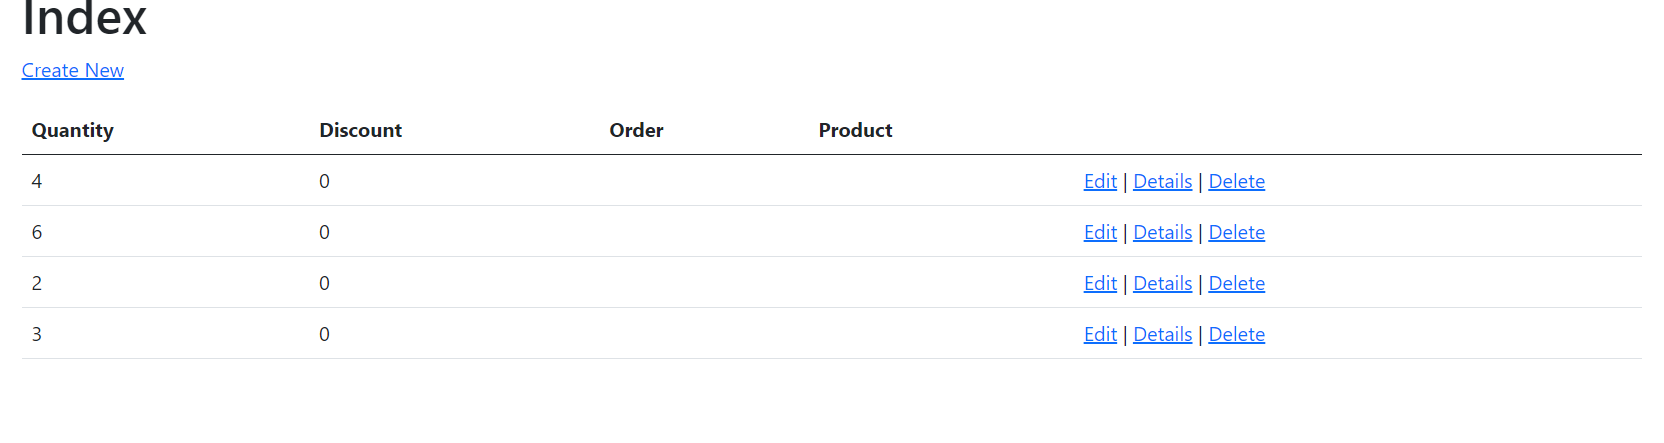 Index
Create New
Quantity Discount Order Product
4 0 Edit | Details | Delete
6 0 Edit | Details | Delete
2 0 Edit | Details | Delete
3 0 Edit | Details | Delete